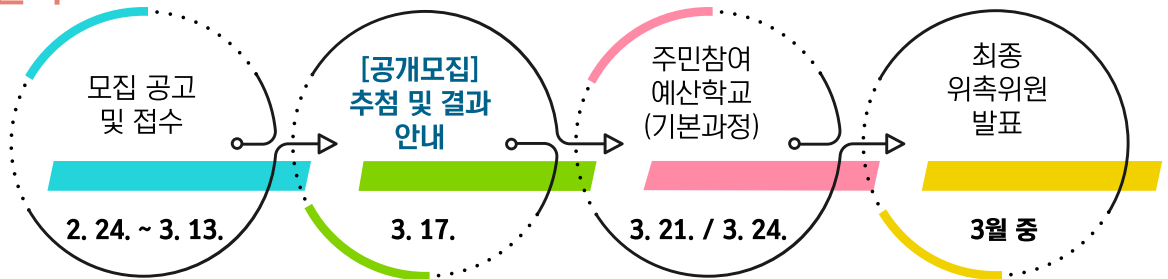 모집 공고
및 접수
2. 24. ~ 3. 13.
[공개모집]
추첨 및 결과
안내
3. 17.
주민참여
예산학교
(기본과정)
3. 21. / 3. 24.
최종
위촉위원
발표
3월 중